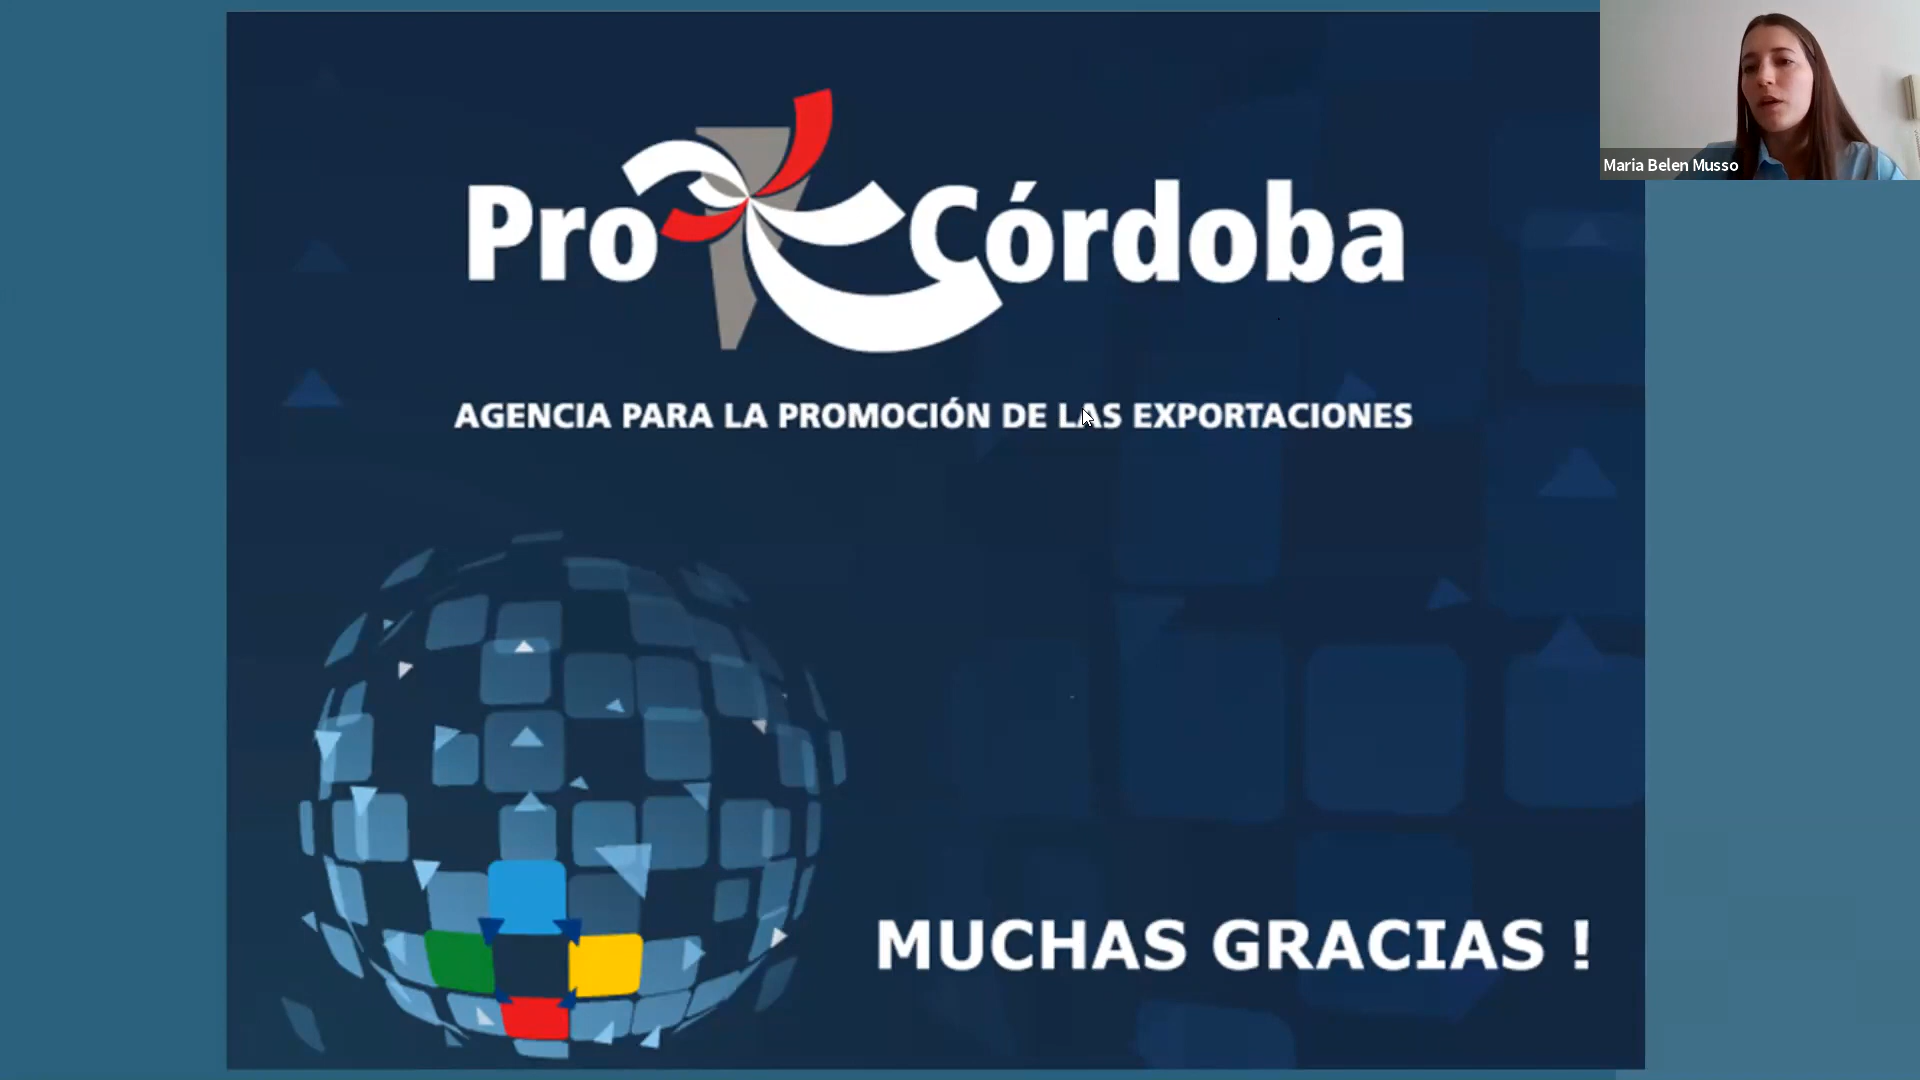 Pro Córdoba
AGENCIA PARA LA PROMOCIÓN DE LAS EXPORTACIONES
MUCHAS GRACIAS !
Maria Belen Musso